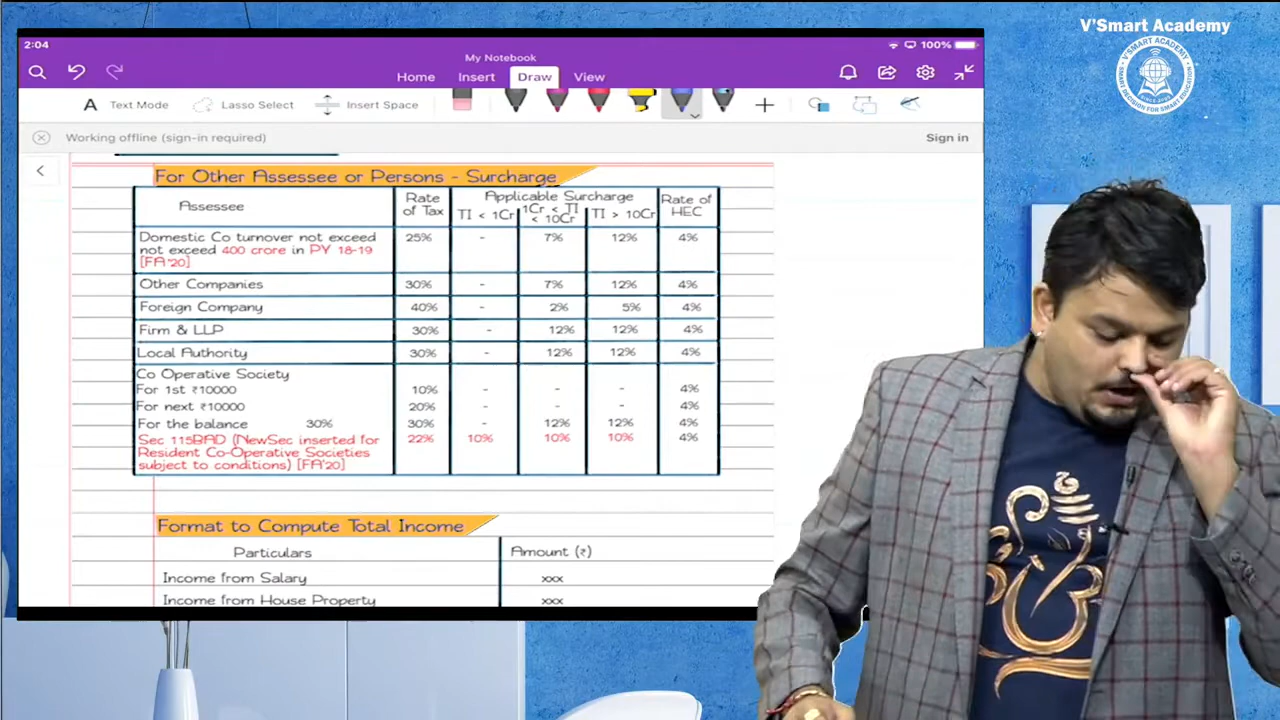 V'Smart Academy
V'SMART ACADEMY
SMART DECISION FOR SMART EDUCATION
2:04
100%
My Notebook
Home Insert Draw View
A Text Mode Lasso Select Insert Space
Working offline (sign-in required) Sign in
For Other Assessee or Persons - Surcharge
Assessee Rate of Tax Applicable Surcharge Rate of HEC
TI < 1Cr 1Cr < TI < 10Cr TI > 10Cr
Domestic Co turnover not exceed 25% - 7% 12% 4%
not exceed 400 crore in PY 18-19
[FA'20]
Other Companies 30% - 7% 12% 4%
Foreign Company 40% - 2% 5% 4%
Firm & LLP 30% - 12% 12% 4%
Local Authority 30% - 12% 12% 4%
Co Operative Society
For 1st ₹10000 10% - - - 4%
For next ₹10000 20% - - - 4%
For the balance 30% 30% - 12% 12% 4%
Sec 115BAD (NewSec inserted for 22% 10% 10% 10% 4%
Resident Co-Operative Societies
subject to conditions) [FA'20]
Format to Compute Total Income
Particulars Amount (₹)
Income from Salary xxx
Income from House Property xxx